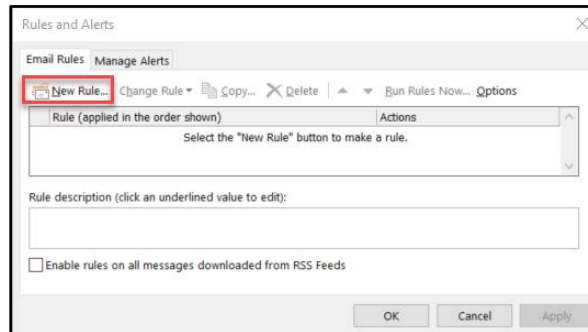 Rules and Alerts
Email Rules Manage Alerts
New Rule... Change Rule Copy... Delete Run Rules Now... Options
Rule (applied in the order shown) Actions
Select the "New Rule" button to make a rule.
Rule description (click an underlined value to edit):
Enable rules on all messages downloaded from RSS Feeds
OK Cancel Apply